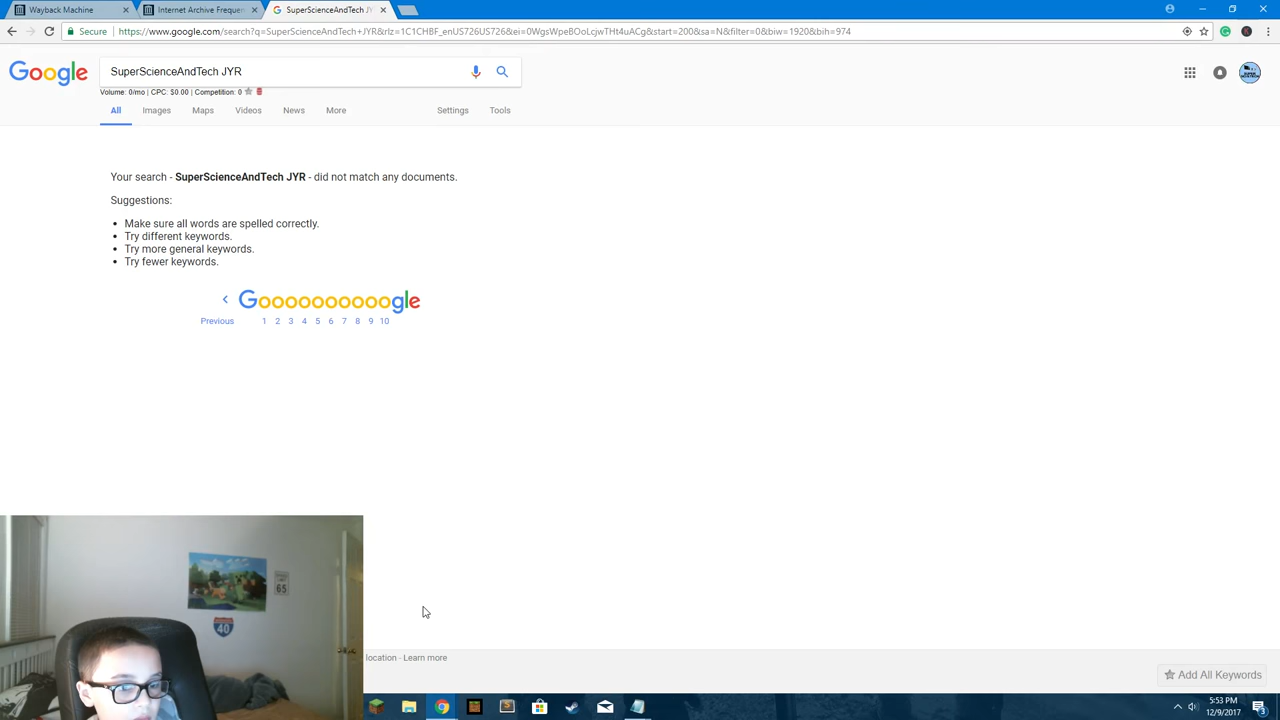 Wayback Machine
Internet Archive Frequen
SuperScienceAndTech JY
Secure
https://www.google.com/search?q=SuperScienceAndTech+JYR&rlz=1C1CHBF_enUS726US726&ei=0WgsWpeBOoLcjwTHt4uACg&start=200&sa=N&filter=0&biw=1920&bih=974
Google
SuperScienceAndTech JYR
Volume: 0/mo | CPC: $0.00 | Competition: 0
All Images Maps Videos News More Settings Tools
Your search - SuperScienceAndTech JYR - did not match any documents.
Suggestions:
• Make sure all words are spelled correctly.
• Try different keywords.
• Try more general keywords.
• Try fewer keywords.
Goooooooooogle
Previous 1 2 3 4 5 6 7 8 9 10
65
40
location - Learn more
Add All Keywords
5:53 PM
12/9/2017
3